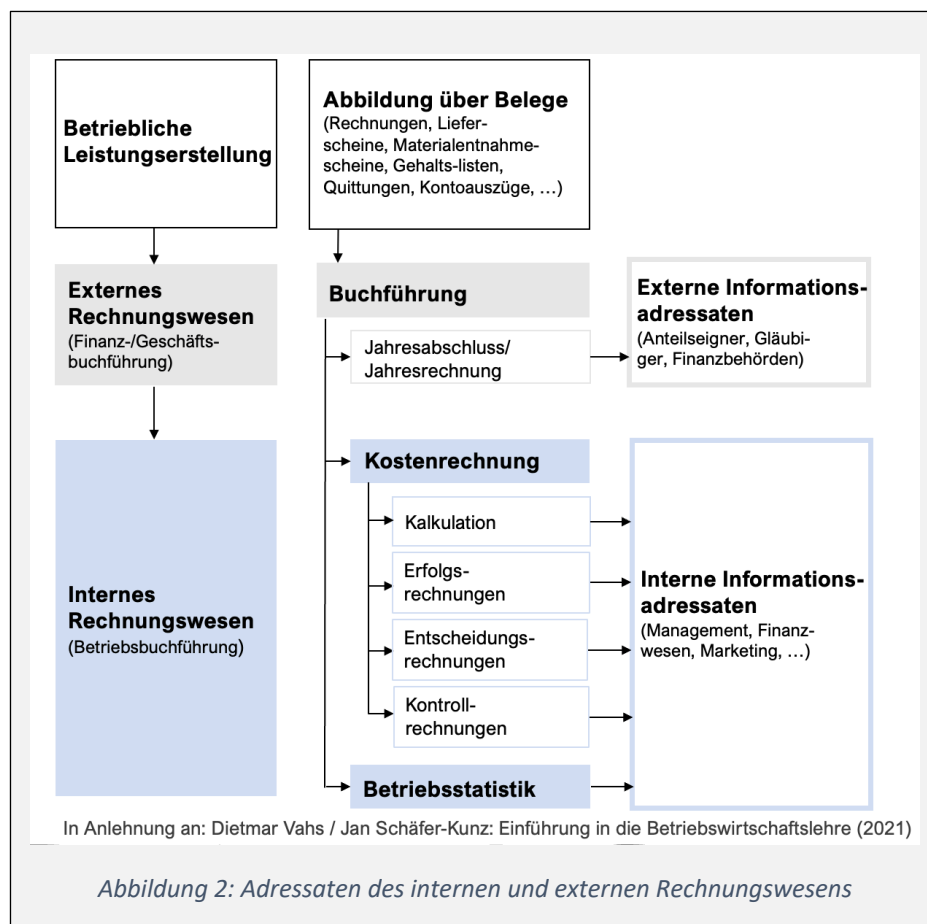 Betriebliche
Leistungserstellung
Abbildung über Belege
(Rechnungen, Liefer-
scheine, Materialentnahme-
scheine, Gehalts-listen,
Quittungen, Kontoauszüge, …)
Externes
Rechnungswesen
(Finanz-/Geschäfts-
buchführung)
Buchführung
Jahresabschluss/
Jahresrechnung
Externe Informations-
adressaten
(Anteilseigner, Gläubi-
ger, Finanzbehörden)
Internes
Rechnungswesen
(Betriebsbuchführung)
Kostenrechnung
Kalkulation
Erfolgs-
rechnungen
Entscheidungs-
rechnungen
Kontroll-
rechnungen
Betriebsstatistik
Interne Informations-
adressaten
(Management, Finanz-
wesen, Marketing, …)
In Anlehnung an: Dietmar Vahs / Jan Schäfer-Kunz: Einführung in die Betriebswirtschaftslehre (2021)
Abbildung 2: Adressaten des internen und externen Rechnungswesens